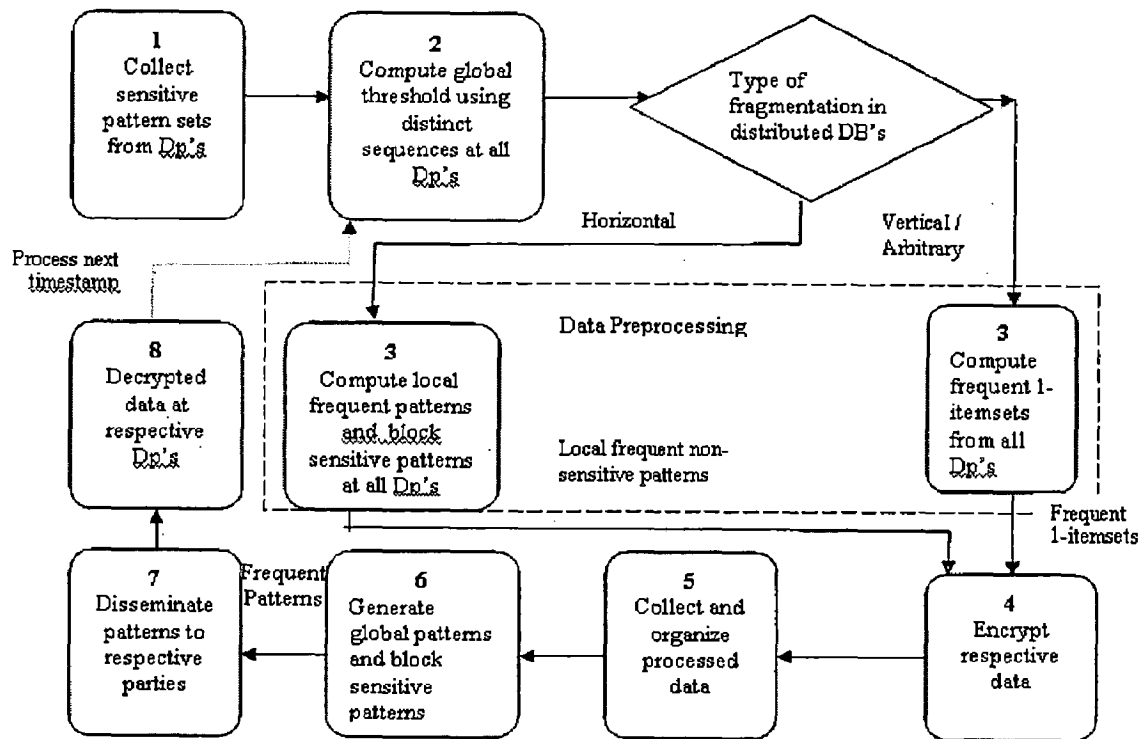 1
Collect
sensitive
pattern sets
from Dp's
2
Compute global
threshold using
distinct
sequences at all
Dp's
Type of
fragmentation in
distributed DB's
Horizontal
Vertical /
Arbitrary
Process next
timestamp
Data Preprocessing
3
Compute local
frequent patterns
and block
sensitive patterns
at all Dp's
Local frequent non-
sensitive patterns
3
Compute
frequent 1-
itemsets
from all
Dp's
Frequent
1-itemsets
8
Decrypted
data at
respective
Dp's
7
Disseminate
patterns to
respective
parties
Frequent
Patterns
6
Generate
global patterns
and block
sensitive
patterns
5
Collect and
organize
processed
data
4
Encrypt
respective
data